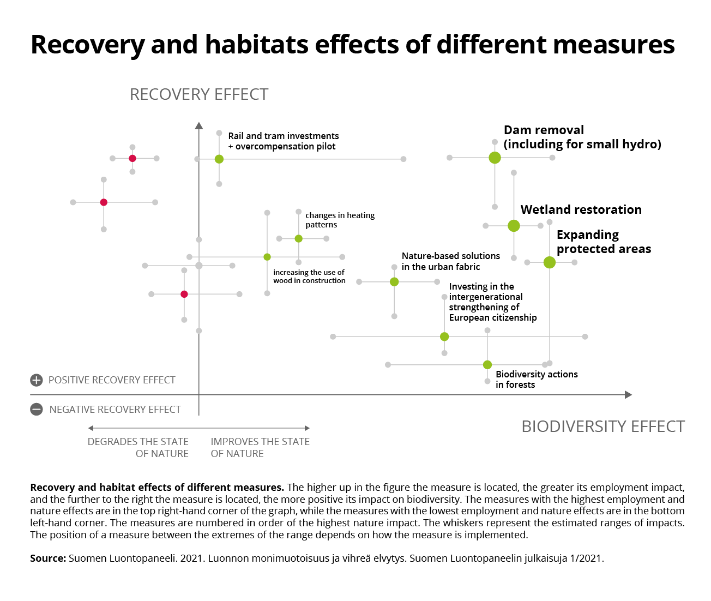 Recovery and habitats effects of different measures
RECOVERY EFFECT
Rail and tram investments
+ overcompensation pilot
Dam removal
(including for small hydro)
Wetland restoration
changes in heating
patterns
Expanding
protected areas
Nature-based solutions
in the urban fabric
increasing the use of
wood in construction
Investing in the
intergenerational
strengthening of
European citizenship
Biodiversity actions
in forests
+ POSITIVE RECOVERY EFFECT
− NEGATIVE RECOVERY EFFECT
BIODIVERSITY EFFECT
DEGRADES THE STATE
OF NATURE
IMPROVES THE STATE
OF NATURE
Recovery and habitat effects of different measures. The higher up in the figure the measure is located, the greater its employment impact,
and the further to the right the measure is located, the more positive its impact on biodiversity. The measures with the highest employment and
nature effects are in the top right-hand corner of the graph, while the measures with the lowest employment and nature effects are in the bottom
left-hand corner. The measures are numbered in order of the highest nature impact. The whiskers represent the estimated ranges of impacts.
The position of a measure between the extremes of the range depends on how the measure is implemented.
Source: Suomen Luontopaneeli. 2021. Luonnon monimuotoisuus ja vihreä elvytys. Suomen Luontopaneelin julkaisuja 1/2021.